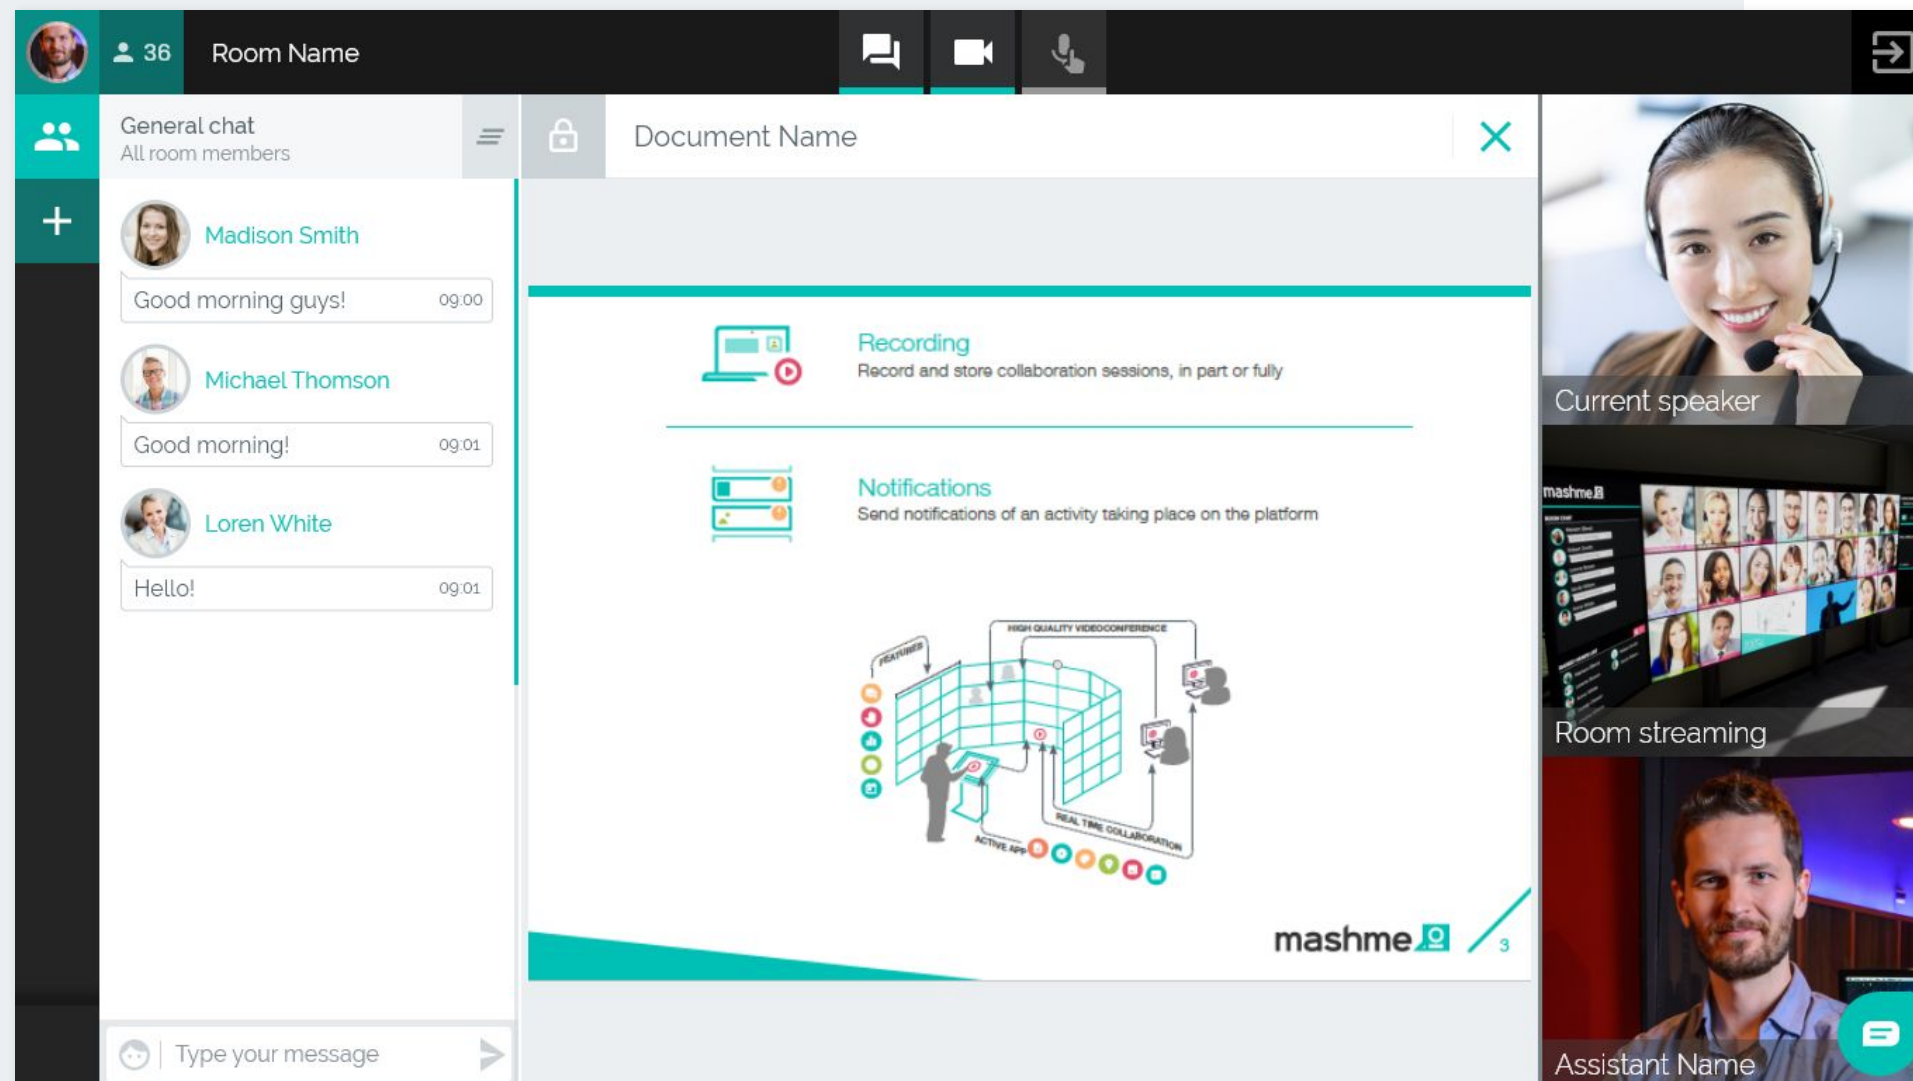 36
Room Name
General chat
All room members
Madison Smith
Good morning guys!
09:00
Michael Thomson
Good morning!
09:01
Loren White
Hello!
09:01
Type your message
Document Name
Recording
Record and store collaboration sessions, in part or fully
Notifications
Send notifications of an activity taking place on the platform
HIGH QUALITY VIDEOCONFERENCE
FEATURES
REAL TIME COLLABORATION
ACTIVE APP
mashme
3
Current speaker
mashme
ROOM CHAT
Room streaming
Assistant Name